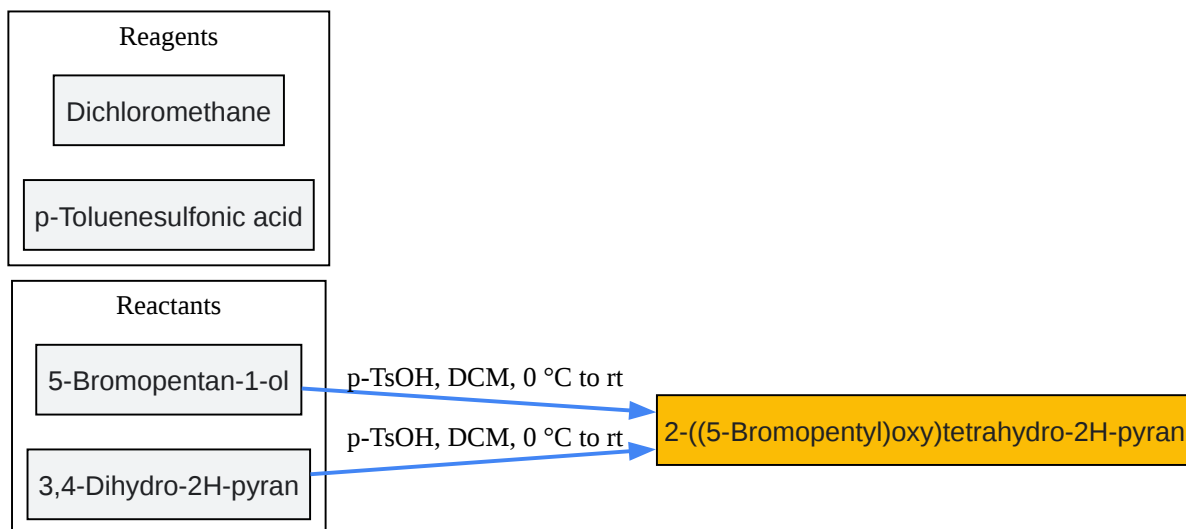 Reagents
Dichloromethane
p-Toluenesulfonic acid
Reactants
5-Bromopentan-1-ol
3,4-Dihydro-2H-pyran
p-TsOH, DCM, 0 °C to rt
p-TsOH, DCM, 0 °C to rt
2-((5-Bromopentyl)oxy)tetrahydro-2H-pyran